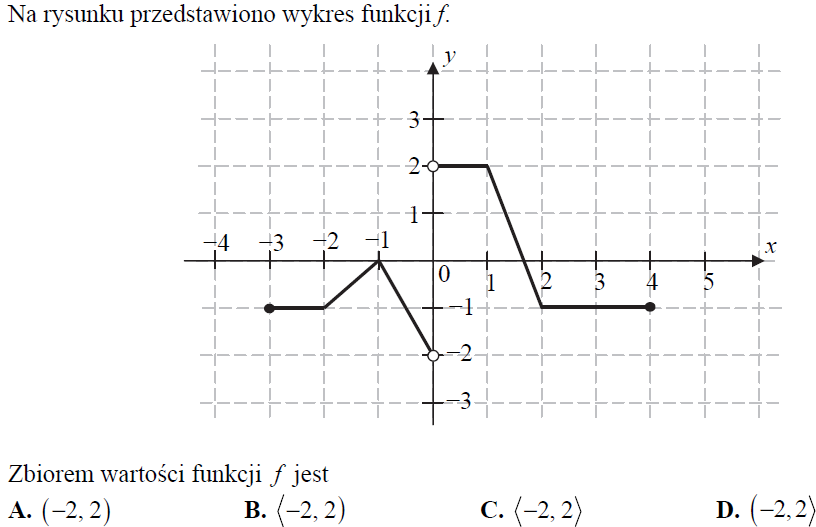 Na rysunku przedstawiono wykres funkcji f.
y
3
2
1
−4 −3 −2 −1
x
0 1 2 3 4 5
−1
−2
−3
Zbiorem wartości funkcji f jest
A. (−2, 2) B. ⟨−2, 2) C. ⟨−2, 2⟩ D. (−2, 2⟩